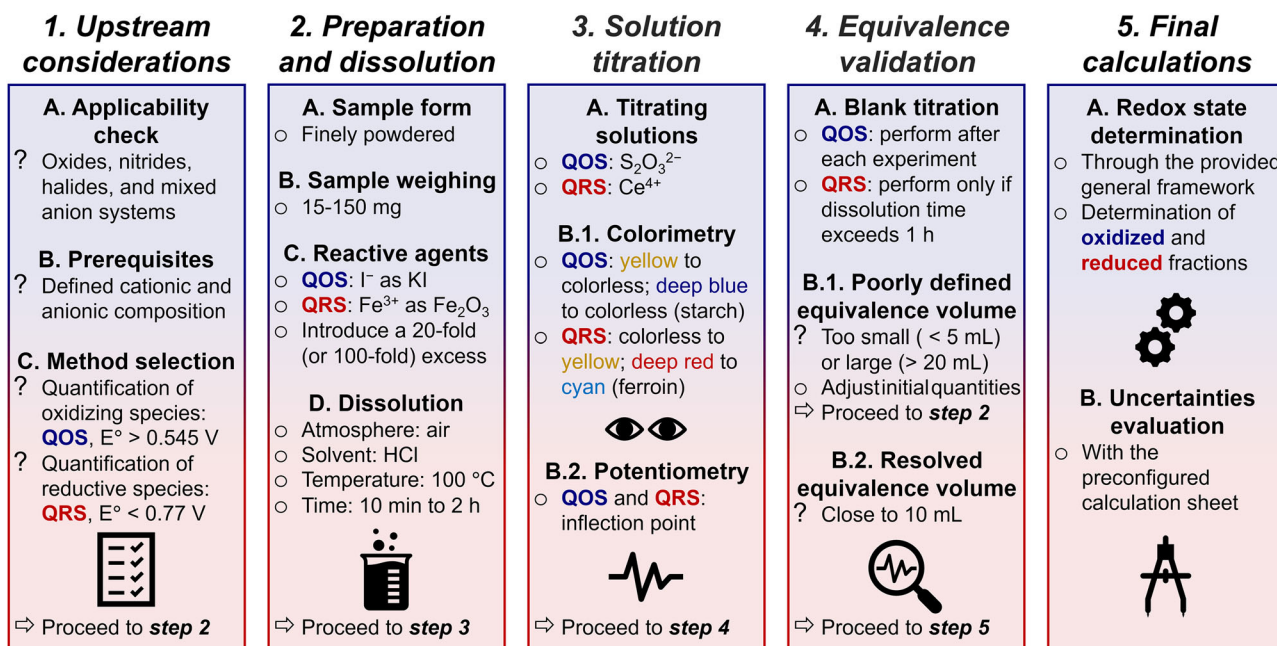 1. Upstream
considerations
A. Applicability
check
? Oxides, nitrides,
halides, and mixed
anion systems
B. Prerequisites
? Defined cationic and
anionic composition
C. Method selection
? Quantification of
oxidizing species:
QOS, E° > 0.545 V
? Quantification of
reductive species:
QRS, E° < 0.77 V
⇨ Proceed to step 2
2. Preparation
and dissolution
A. Sample form
○ Finely powdered
B. Sample weighing
○ 15-150 mg
C. Reactive agents
○ QOS: I⁻ as KI
○ QRS: Fe³⁺ as Fe₂O₃
○ Introduce a 20-fold
(or 100-fold) excess
D. Dissolution
○ Atmosphere: air
○ Solvent: HCl
○ Temperature: 100 °C
○ Time: 10 min to 2 h
⇨ Proceed to step 3
3. Solution
titration
A. Titrating
solutions
○ QOS: S₂O₃²⁻
○ QRS: Ce⁴⁺
B.1. Colorimetry
○ QOS: yellow to
colorless; deep blue
to colorless (starch)
○ QRS: colorless to
yellow; deep red to
cyan (ferroin)
B.2. Potentiometry
○ QOS and QRS:
inflection point
⇨ Proceed to step 4
4. Equivalence
validation
A. Blank titration
○ QOS: perform after
each experiment
○ QRS: perform only if
dissolution time
exceeds 1 h
B.1. Poorly defined
equivalence volume
? Too small ( < 5 mL)
or large (> 20 mL)
○ Adjust initial quantities
⇨ Proceed to step 2
B.2. Resolved
equivalence volume
? Close to 10 mL
⇨ Proceed to step 5
5. Final
calculations
A. Redox state
determination
○ Through the provided
general framework
○ Determination of
oxidized and
reduced fractions
B. Uncertainties
evaluation
○ With the
preconfigured
calculation sheet